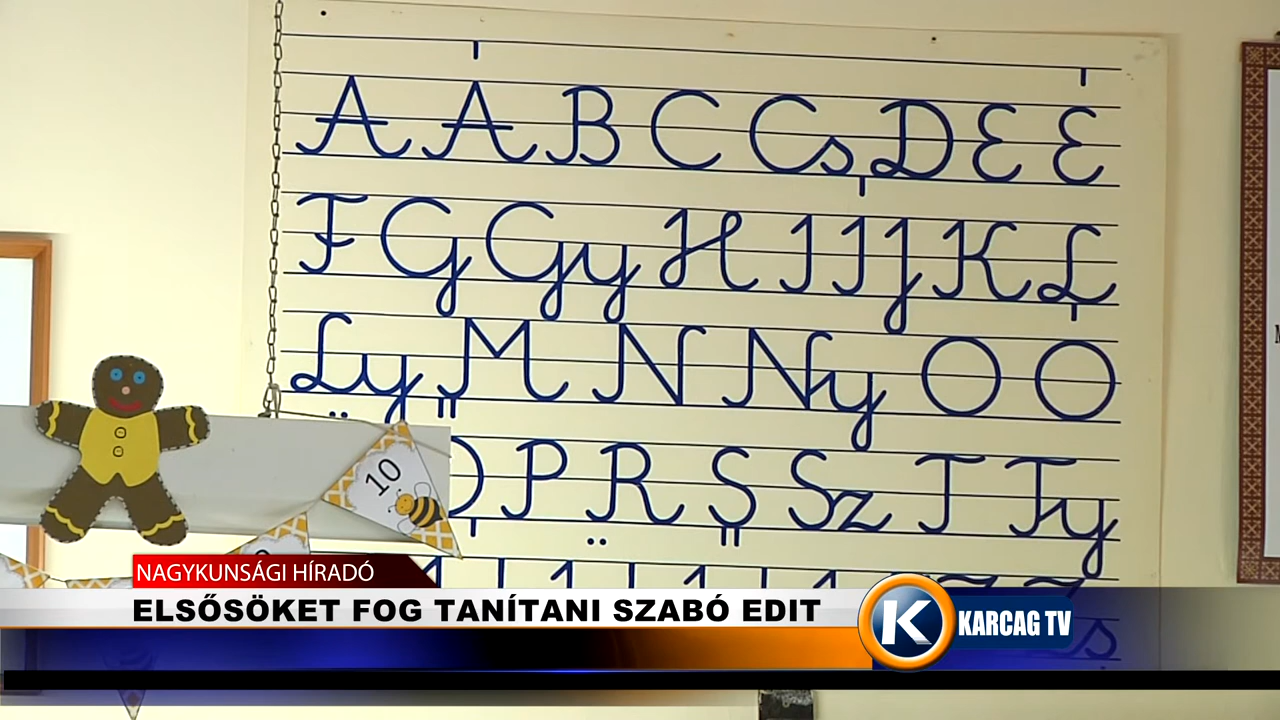 A Á B C Cs D E É
F G Gy H I Í J K L
Ly M N Ny O Ó
P R S Sz T Ty
10
NAGYKUNSÁGI HÍRADÓ
ELSŐSÖKET FOG TANÍTANI SZABÓ EDIT
K KARCAG TV